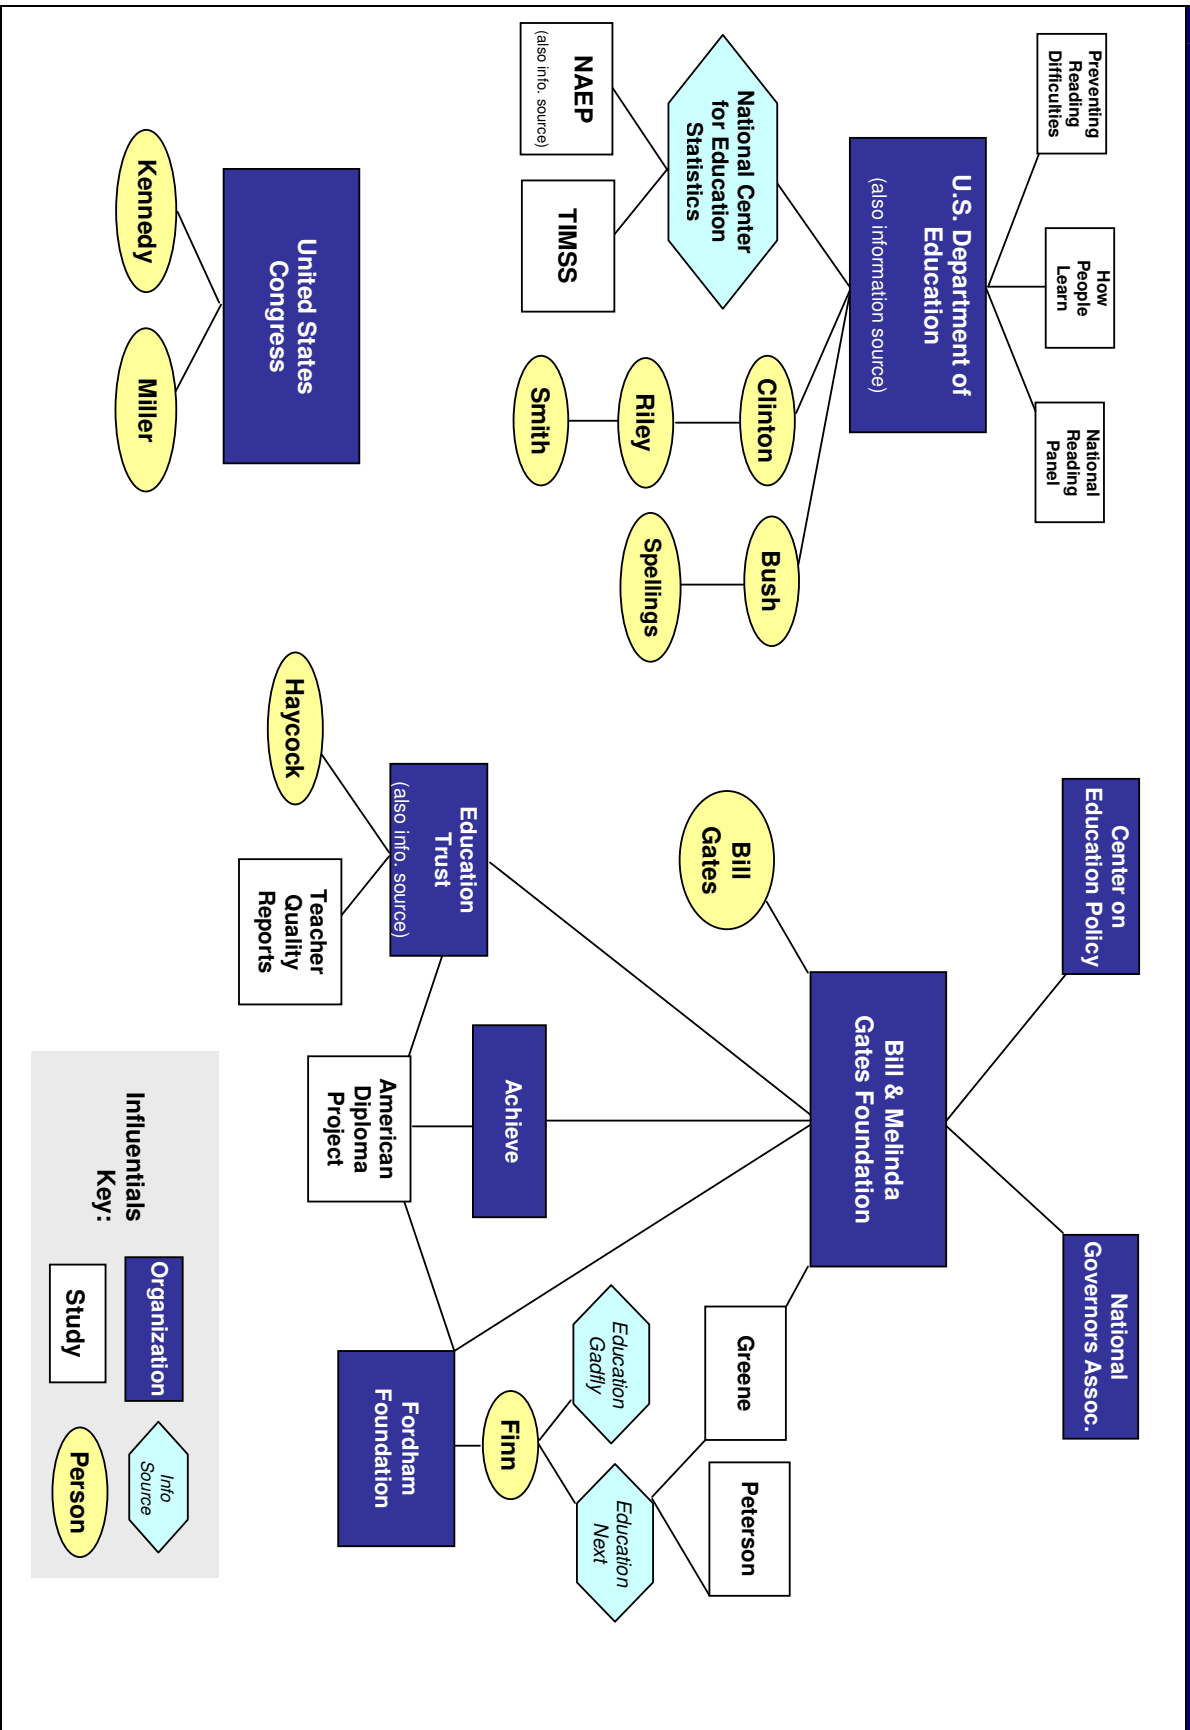 Preventing
Reading
Difficulties
How
People
Learn
National
Reading
Panel
U.S. Department of
Education
(also information source)
National Center
for Education
Statistics
NAEP
(also info. source)
TIMSS
Clinton
Riley
Smith
Bush
Spellings
United States
Congress
Kennedy
Miller
Center on
Education Policy
National
Governors Assoc.
Bill & Melinda
Gates Foundation
Bill
Gates
Greene
Peterson
Education
Gadfly
Education
Next
Finn
Education
Trust
(also info. source)
Achieve
Fordham
Foundation
Haycock
Teacher
Quality
Reports
American
Diploma
Project
Influentials
Key:
Organization
Info
Source
Study
Person